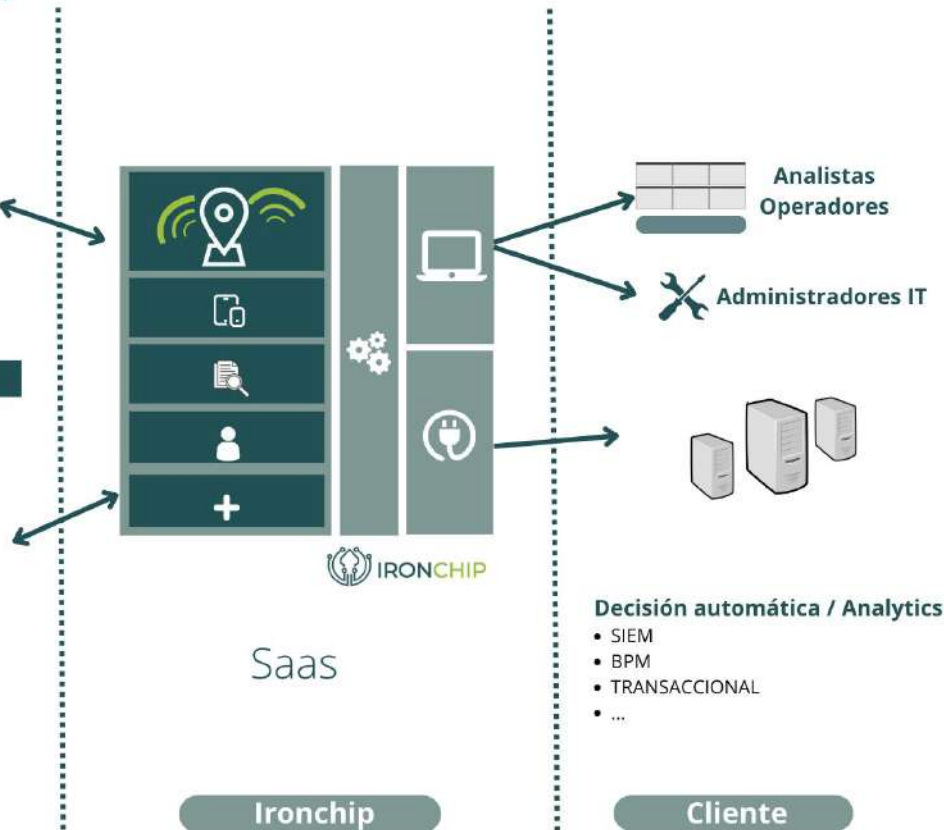 Analistas
Operadores
Administradores IT
IRONCHIP
Saas
Decisión automática / Analytics
• SIEM
• BPM
• TRANSACCIONAL
• ...
Ironchip
Cliente